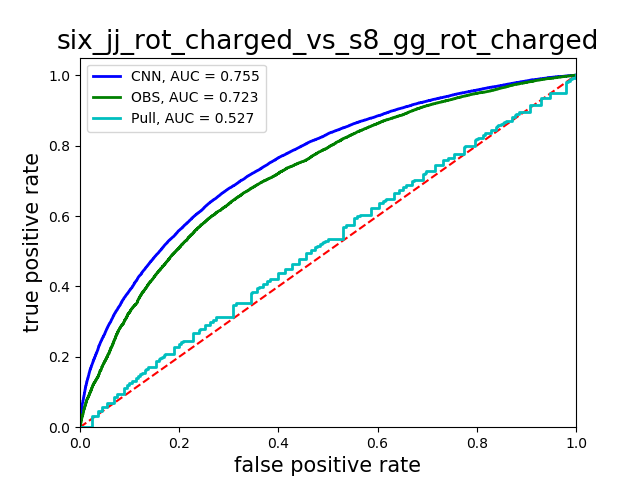 six_jj_rot_charged_vs_s8_gg_rot_charged
CNN, AUC = 0.755
OBS, AUC = 0.723
Pull, AUC = 0.527
true positive rate
1.0
0.8
0.6
0.4
0.2
0.0
0.0 0.2 0.4 0.6 0.8 1.0
false positive rate